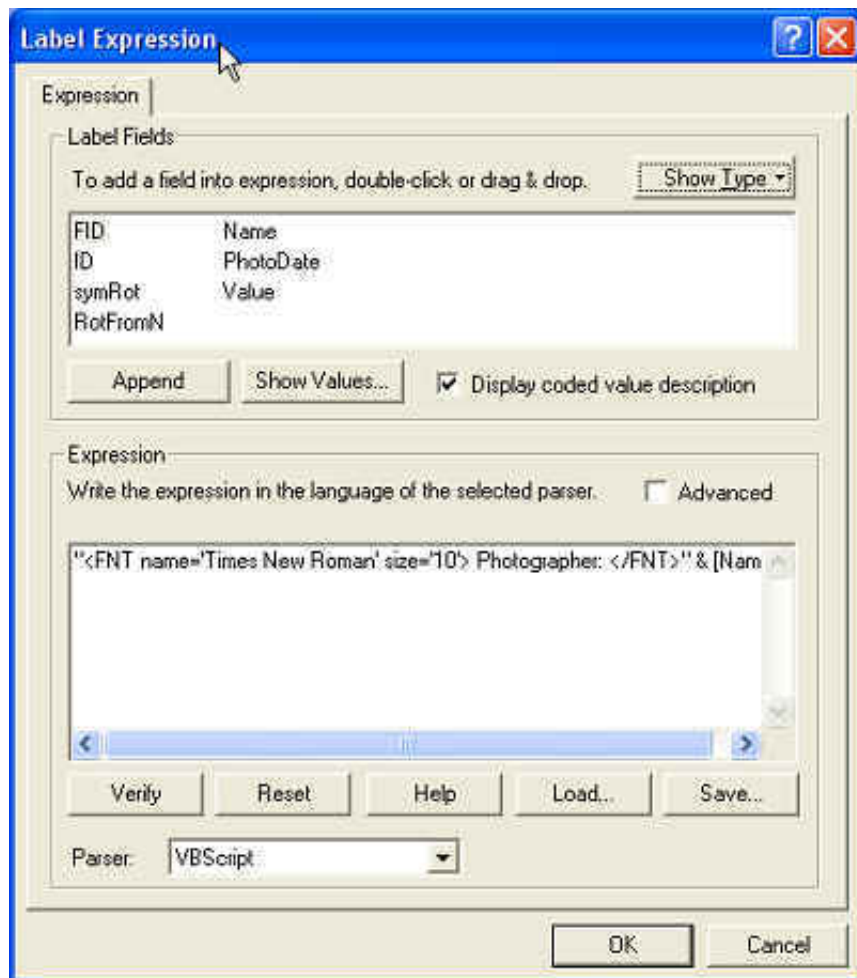 Label Expression
Expression
Label Fields
To add a field into expression, double-click or drag & drop.
Show Type
FID Name
ID PhotoDate
symRot Value
RotFromN
Append Show Values... Display coded value description
Expression
Write the expression in the language of the selected parser. Advanced
"<FNT name='Times New Roman' size='10'> Photographer: </FNT>" & [Nam
Verify Reset Help Load... Save...
Parser: VBScript
OK Cancel